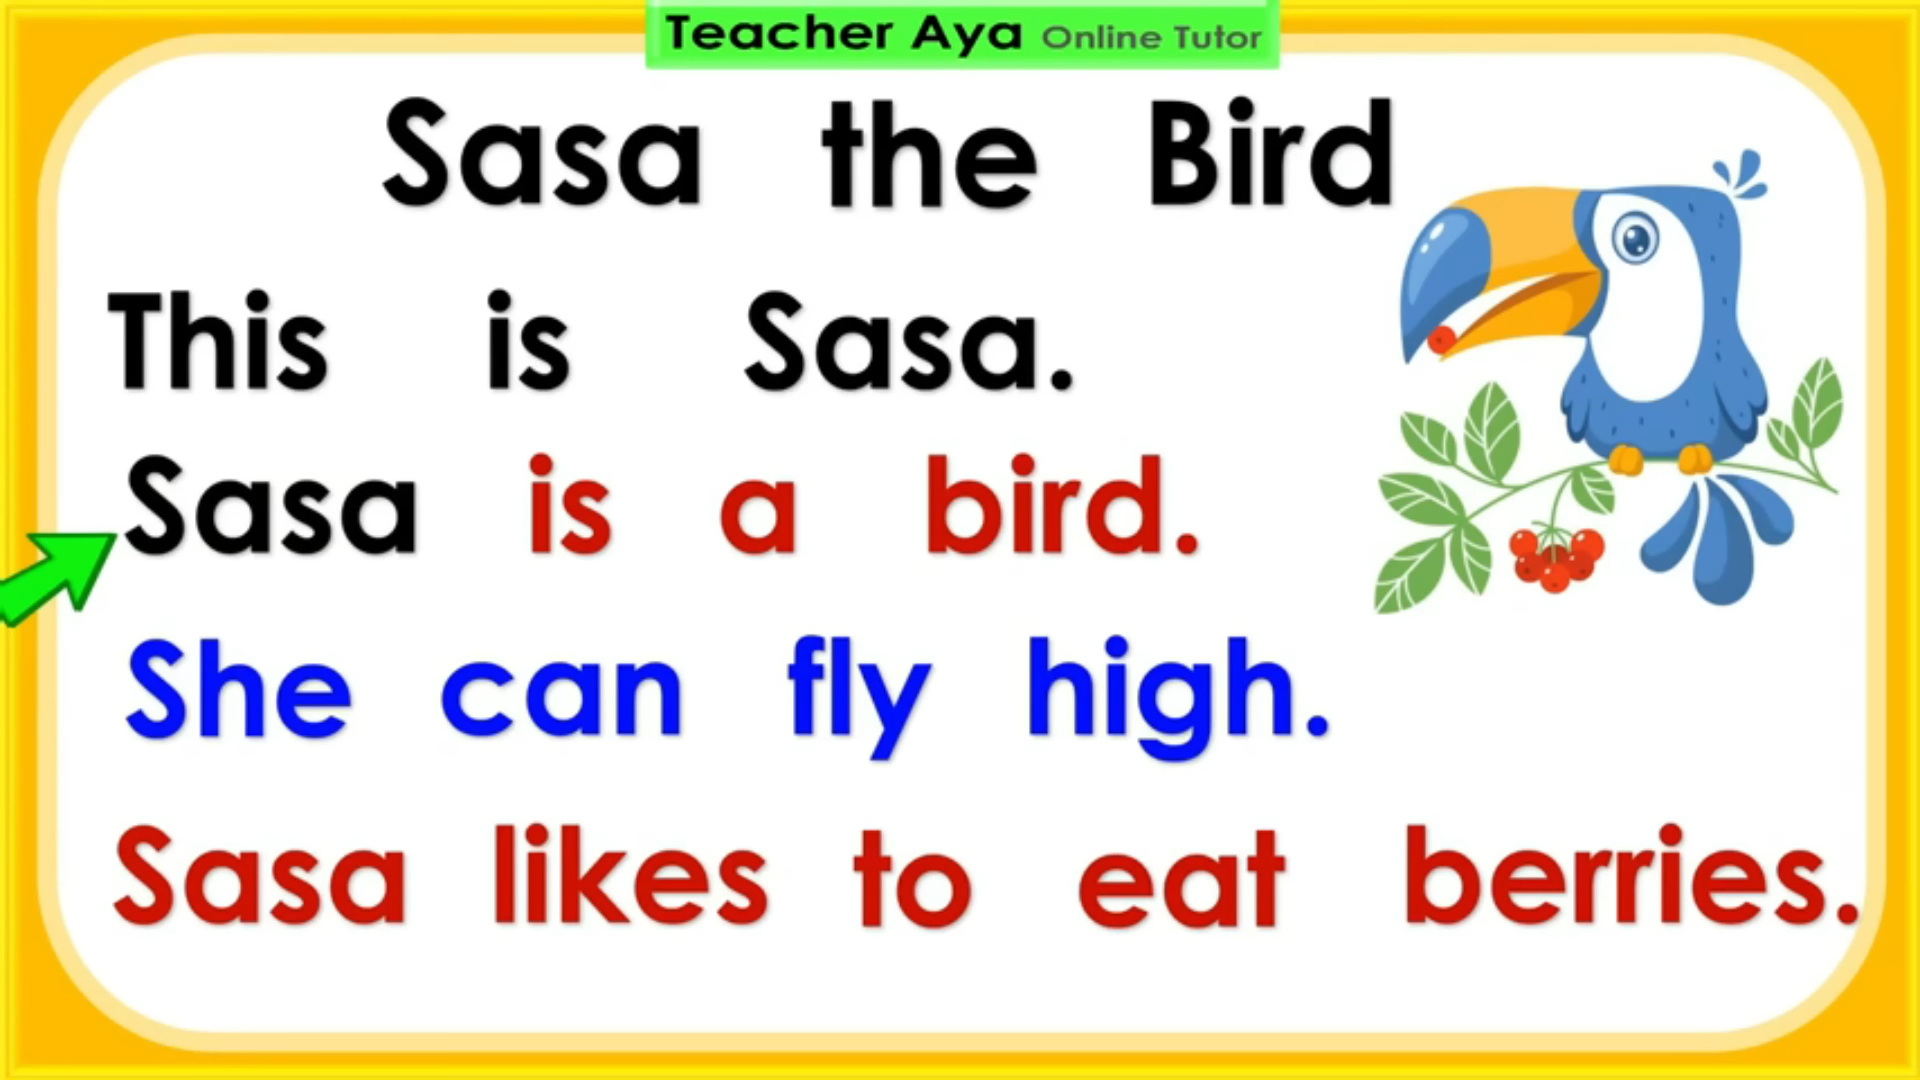 Teacher Aya Online Tutor
Sasa the Bird
This is Sasa.
Sasa is a bird.
She can fly high.
Sasa likes to eat berries.